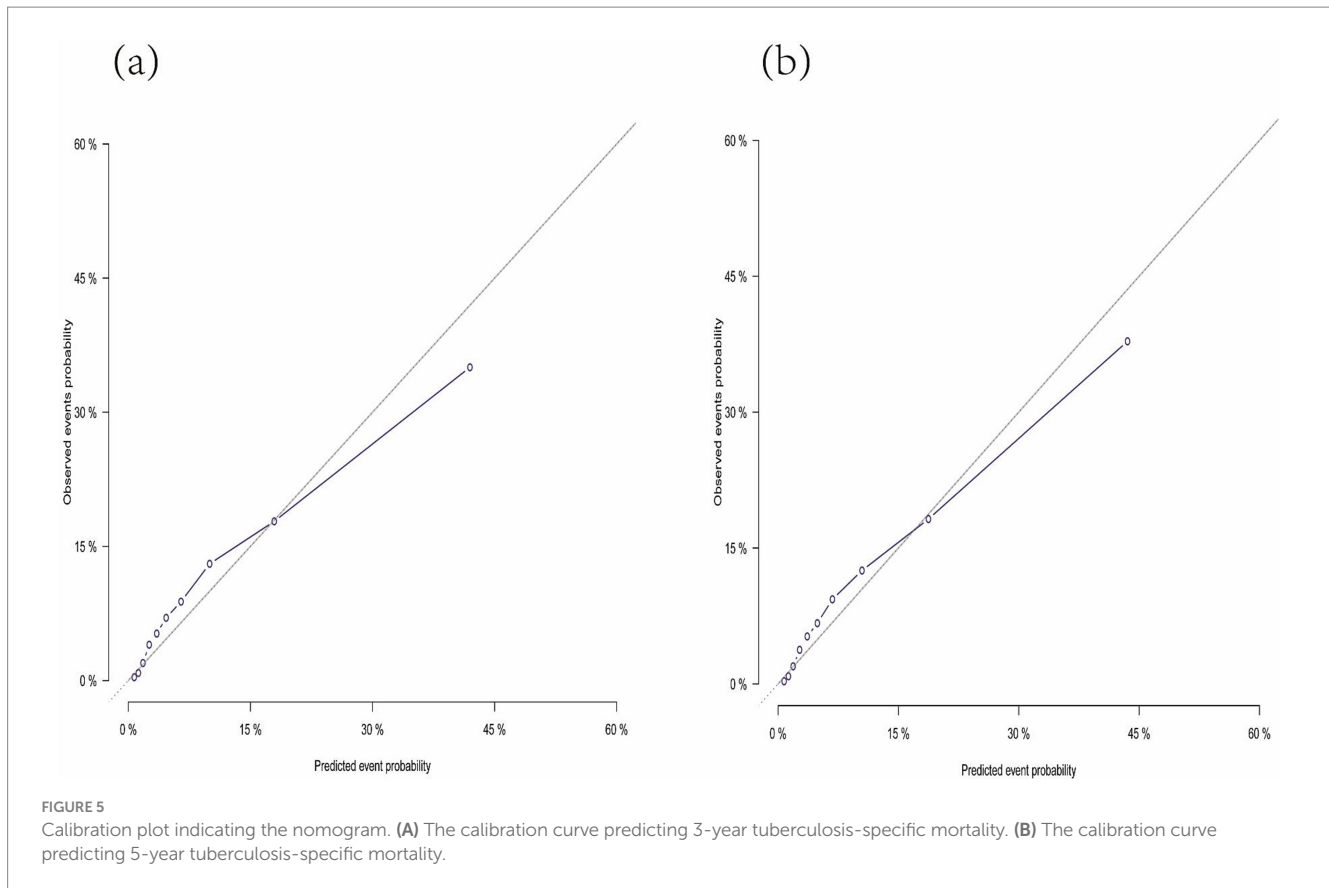 (a)
60 %
45 %
30 %
15 %
0 %
Observed events probability
0 %
15 %
30 %
45 %
60 %
Predicted event probability
(b)
60 %
45 %
30 %
15 %
0 %
Observed events probability
0 %
15 %
30 %
45 %
60 %
Predicted event probability
FIGURE 5
Calibration plot indicating the nomogram. (A) The calibration curve predicting 3-year tuberculosis-specific mortality. (B) The calibration curve
predicting 5-year tuberculosis-specific mortality.